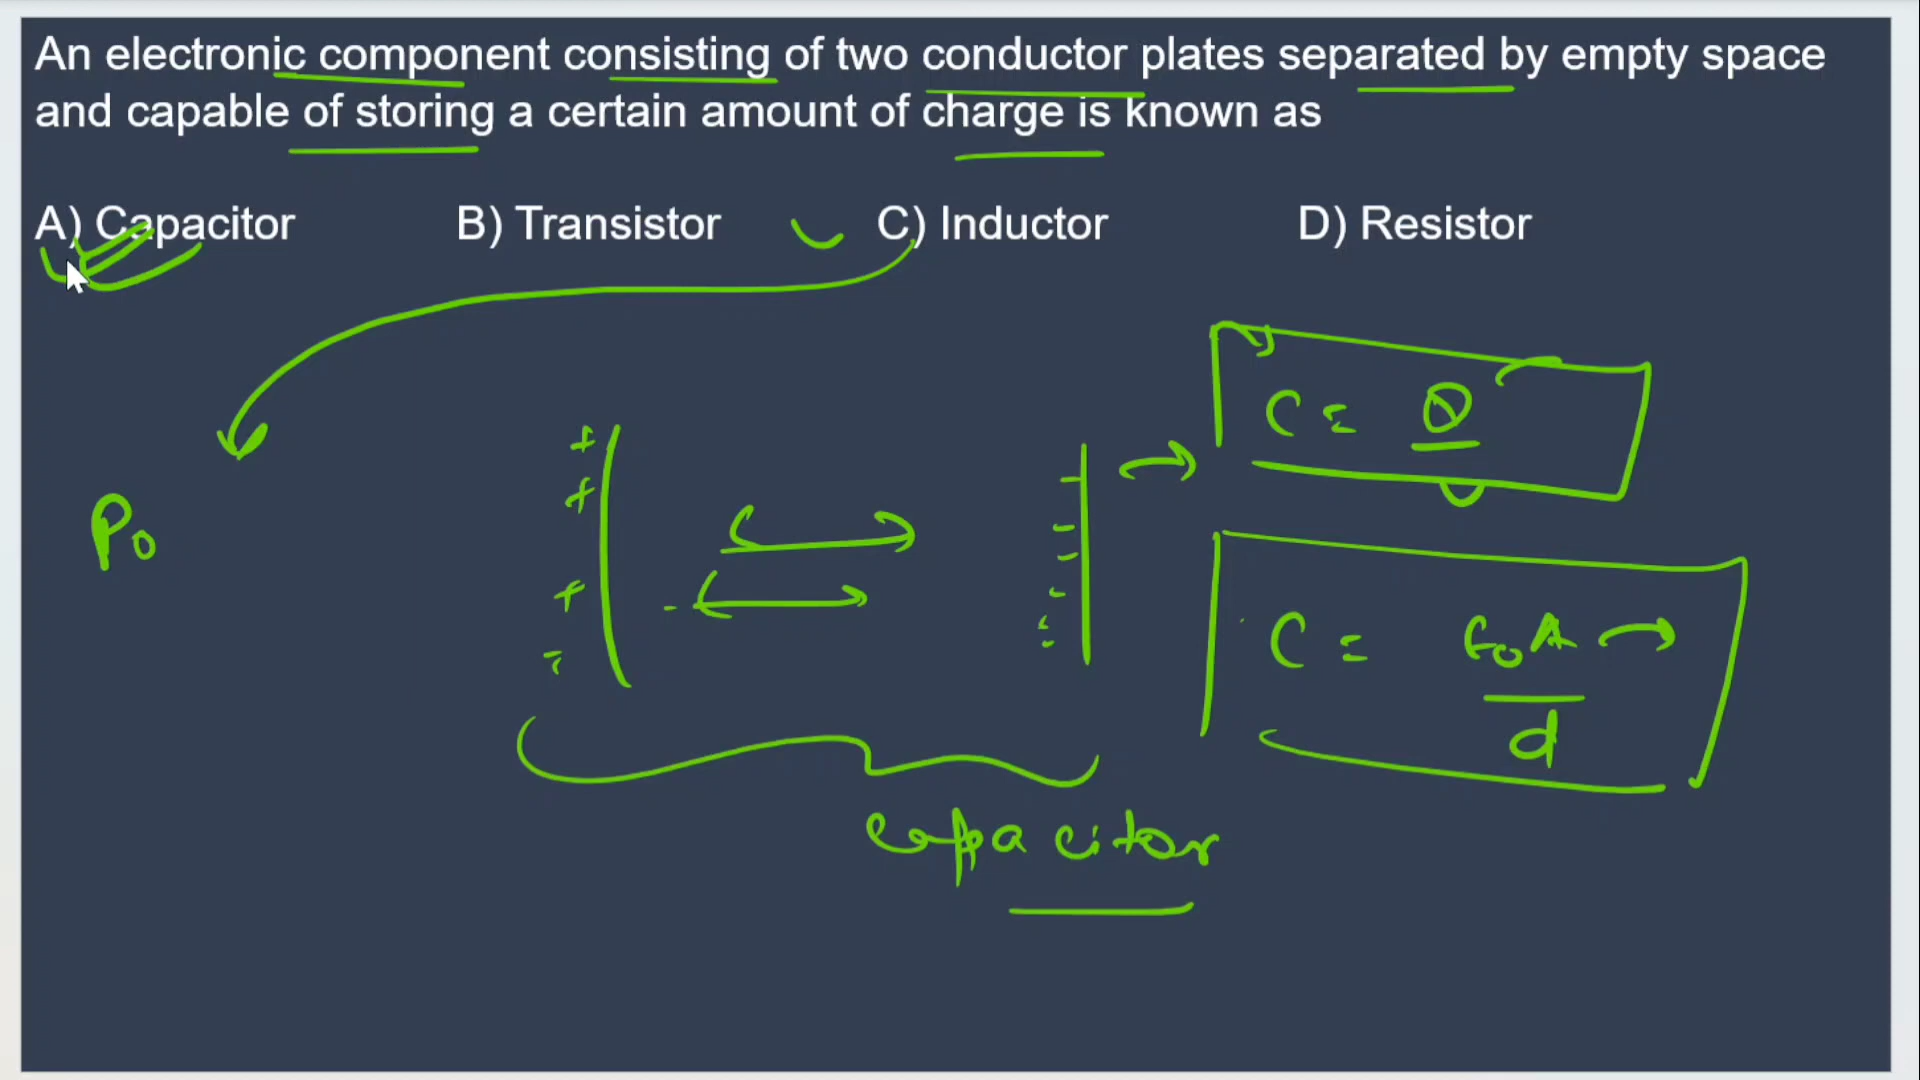 An electronic component consisting of two conductor plates separated by empty space
and capable of storing a certain amount of charge is known as
A) Capacitor B) Transistor C) Inductor D) Resistor
C = Q
P0
C = ε0A
d
capacitor